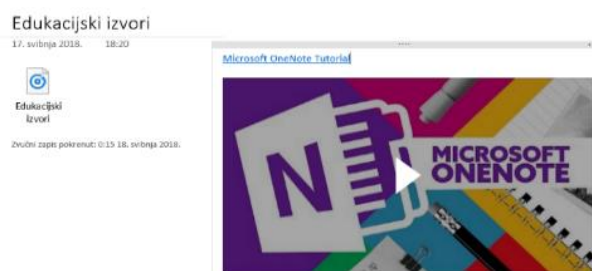 Edukacijski izvori
17. svibnja 2018. 18:20
Microsoft OneNote Tutorial
Edukacijski
izvori
Zvučni zapis pokrenut: 0:15 18. svibnja 2018.
N
MICROSOFT
ONENOTE